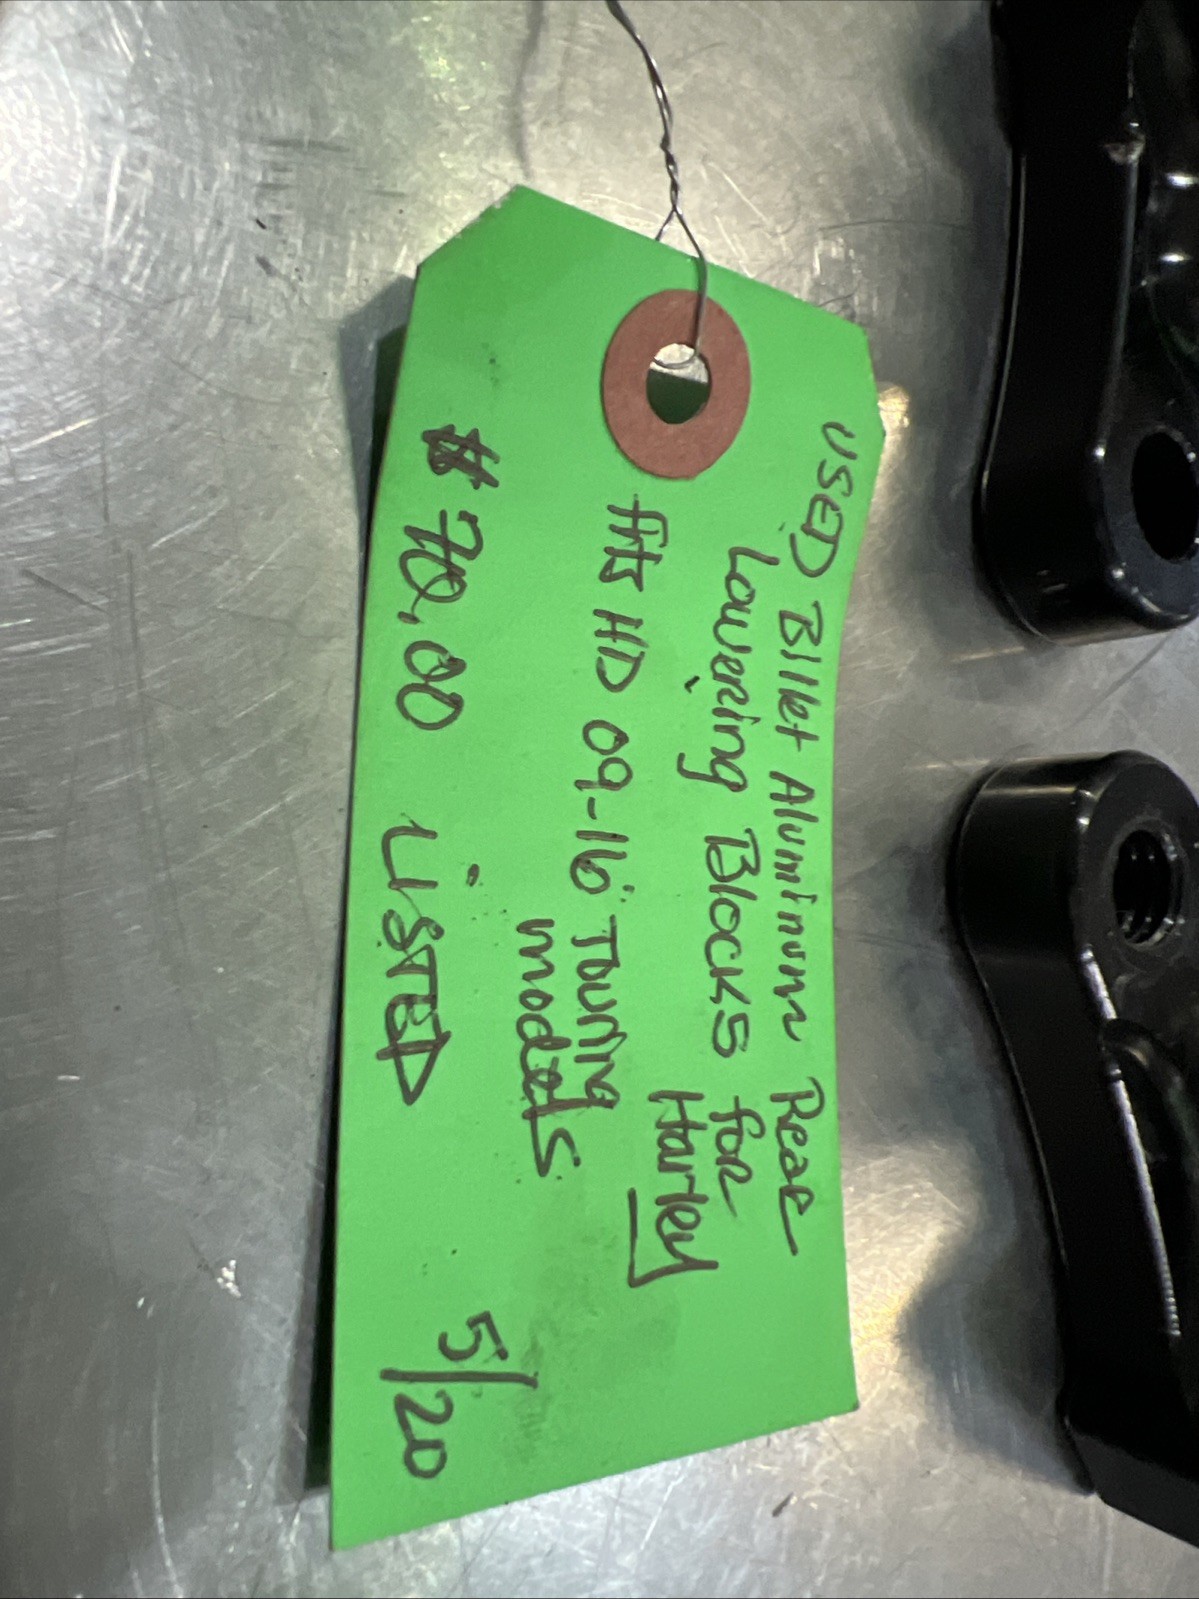 USED Billet Aluminum Rear
Lowering Blocks for
Harley
fits HD 09-16 Touring
models
$70.00 LISTED 5/20